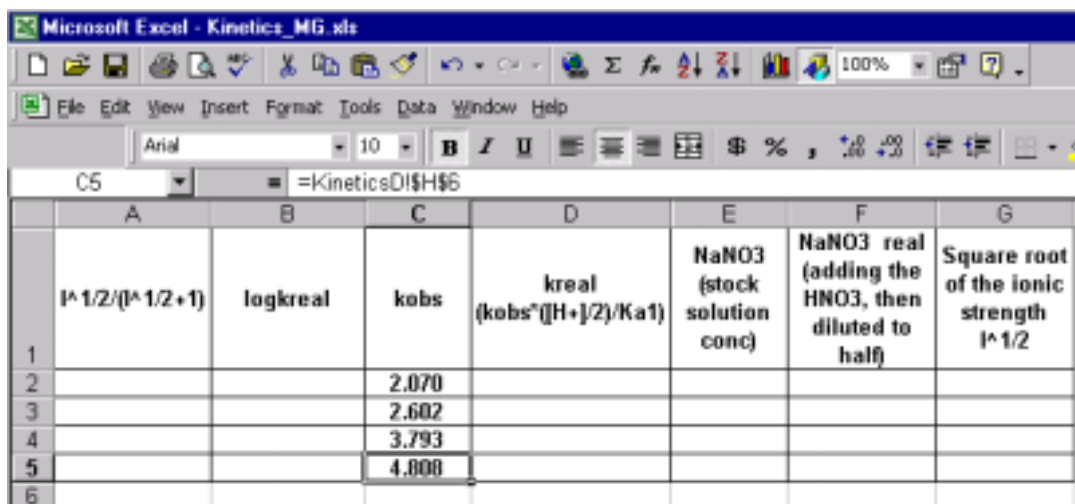 Microsoft Excel - Kinetics_MG.xls
100%
File Edit View Insert Format Tools Data Window Help
Arial 10 B I U $ % ,
C5 = =KineticsD!$H$6
A B C D E F G
1 I^1/2/(I^1/2+1) logkreal kobs kreal (kobs*([H+]/2)/Ka1) NaNO3 (stock solution conc) NaNO3 real (adding the HNO3, then diluted to half) Square root of the ionic strength I^1/2
2 2.070
3 2.602
4 3.793
5 4.808
6